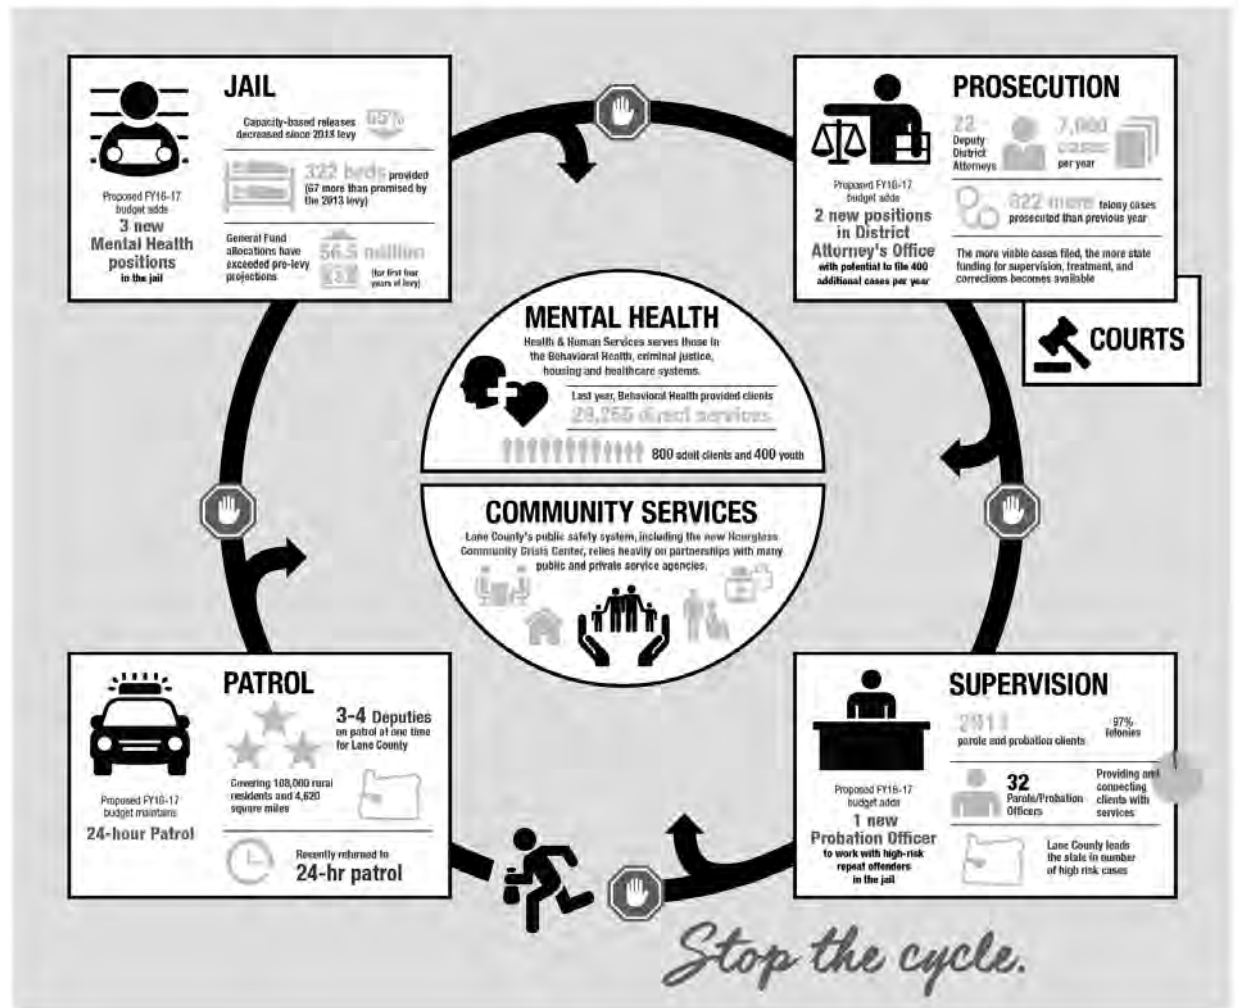 JAIL
Capacity-based releases
decreased since 2013 levy
65%
322 beds provided
(67 more than promised by
the 2013 levy)
General Fund
allocations have
exceeded pre-levy
projections
million
(for first four
years of levy)
Proposed FY16-17
budget adds
3 new
Mental Health
positions
in the jail
PROSECUTION
22
Deputy
District
Attorneys
7,000
cases
per year
more felony cases
prosecuted than previous year
The more viable cases filed, the more state
funding for supervision, treatment, and
corrections becomes available
Proposed FY16-17
budget adds
2 new positions
in District
Attorney's Office
with potential to file 400
additional cases per year
COURTS
MENTAL HEALTH
Health & Human Services serves those in
the Behavioral Health, criminal justice,
housing and healthcare systems.
Last year, Behavioral Health provided clients
direct services
800 adult clients and 400 youth
COMMUNITY SERVICES
Lane County's public safety system, including the new Hourglass
Community Crisis Center, relies heavily on partnerships with many
public and private service agencies.
PATROL
3-4 Deputies
on patrol at one time
for Lane County
Covering 108,000 rural
residents and 4,620
square miles
Recently returned to
24-hr patrol
Proposed FY16-17
budget maintains
24-hour Patrol
SUPERVISION
parole and probation clients
97%
felonies
32
Parole/Probation
Officers
Providing and
connecting
clients with
services
Lane County leads
the state in number
of high risk cases
Proposed FY16-17
budget adds
1 new
Probation Officer
to work with high-risk
repeat offenders
in the jail
Stop the cycle.